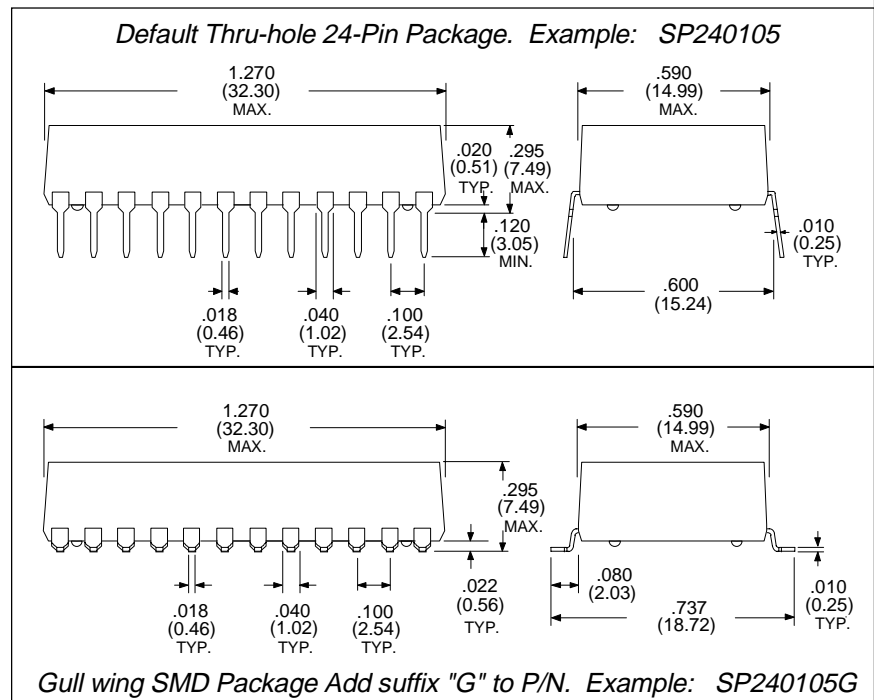 Default Thru-hole 24-Pin Package.  Example:   SP240105
1.270
(32.30)
MAX.
.590
(14.99)
MAX.
.020
(0.51)
TYP.
.295
(7.49)
MAX.
.120
(3.05)
MIN.
.010
(0.25)
TYP.
.600
(15.24)
.018
(0.46)
TYP.
.040
(1.02)
TYP.
.100
(2.54)
TYP.
1.270
(32.30)
MAX.
.590
(14.99)
MAX.
.295
(7.49)
MAX.
.022
(0.56)
TYP.
.018
(0.46)
TYP.
.040
(1.02)
TYP.
.100
(2.54)
TYP.
.080
(2.03)
.737
(18.72)
.010
(0.25)
TYP.
Gull wing SMD Package Add suffix "G" to P/N.  Example:   SP240105G